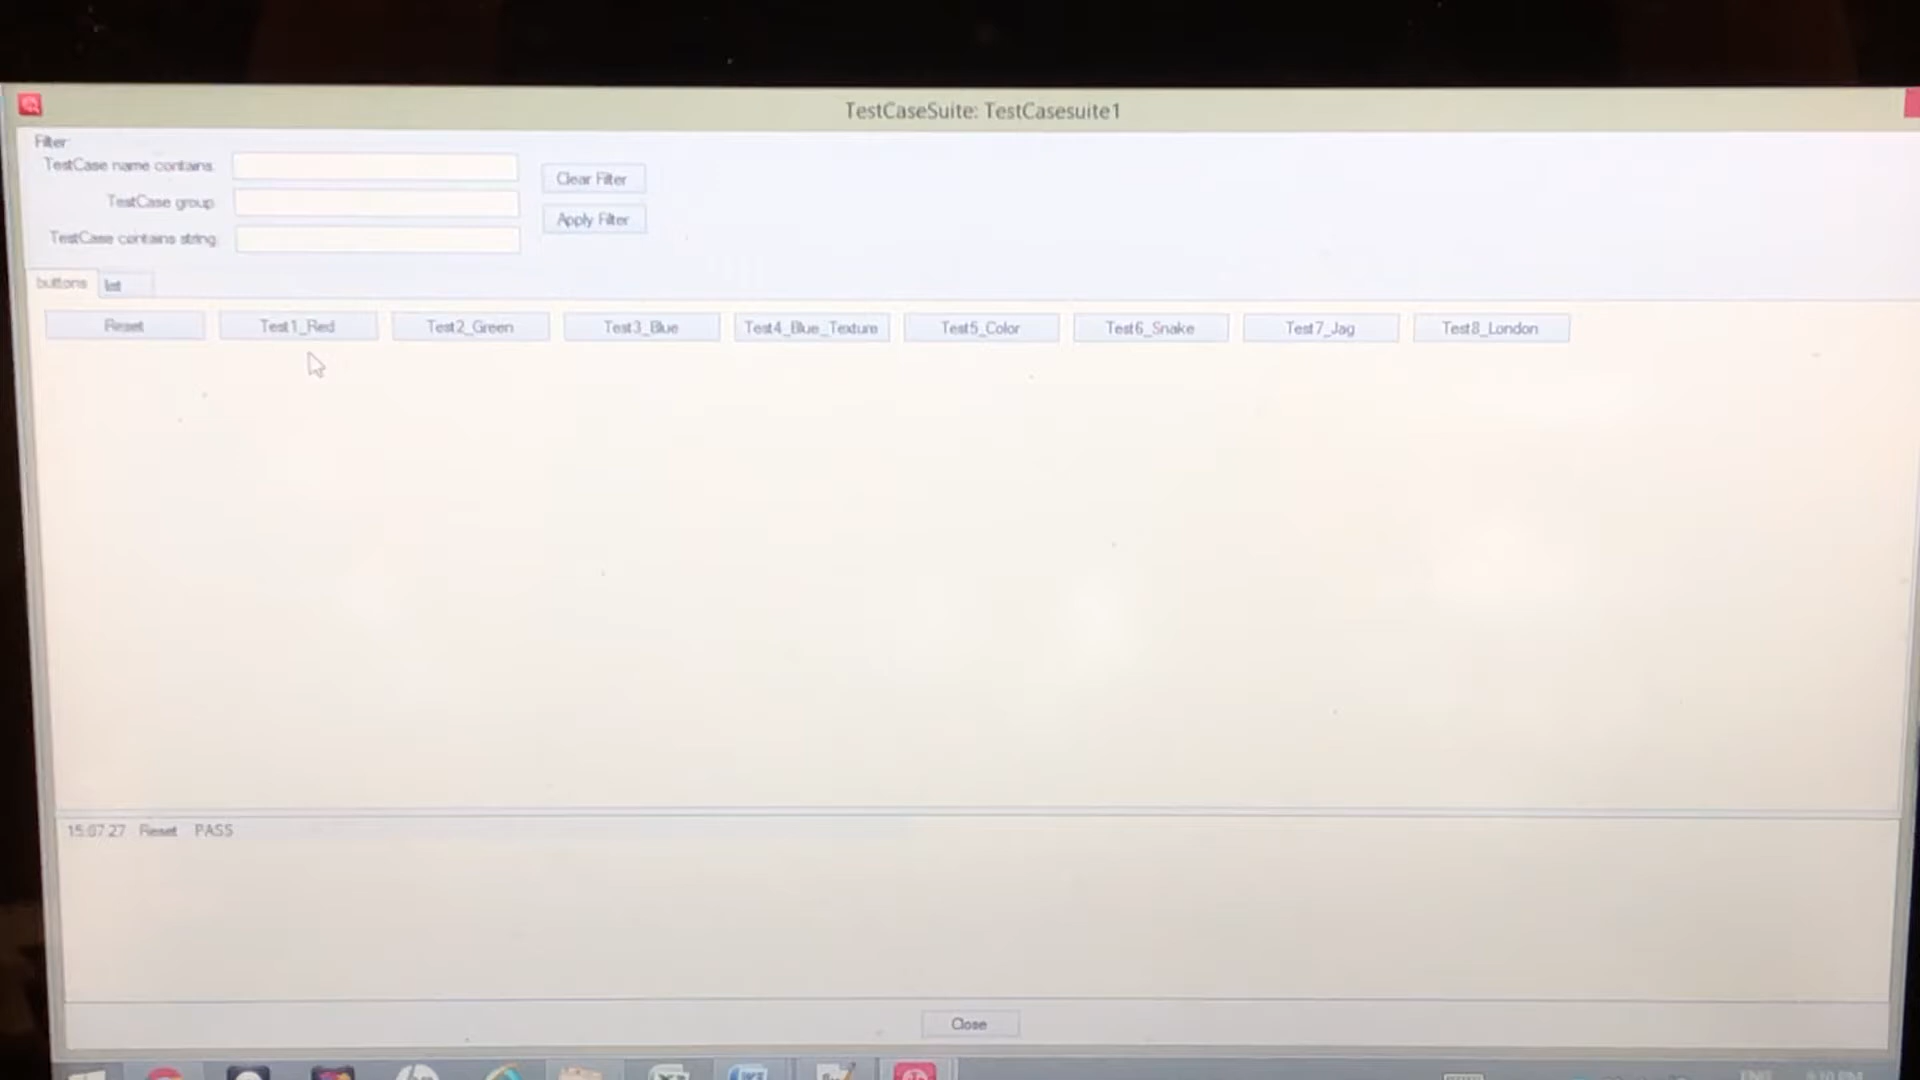 TestCaseSuite: TestCasesuite1
Filter
TestCase name contains:
Clear Filter
TestCase group:
Apply Filter
TestCase contains string:
buttons list
Reset Test1_Red Test2_Green Test3_Blue Test4_Blue_Texture Test5_Color Test6_Snake Test7_Jag Test8_London
15:07:27 Reset PASS
Close
ENG